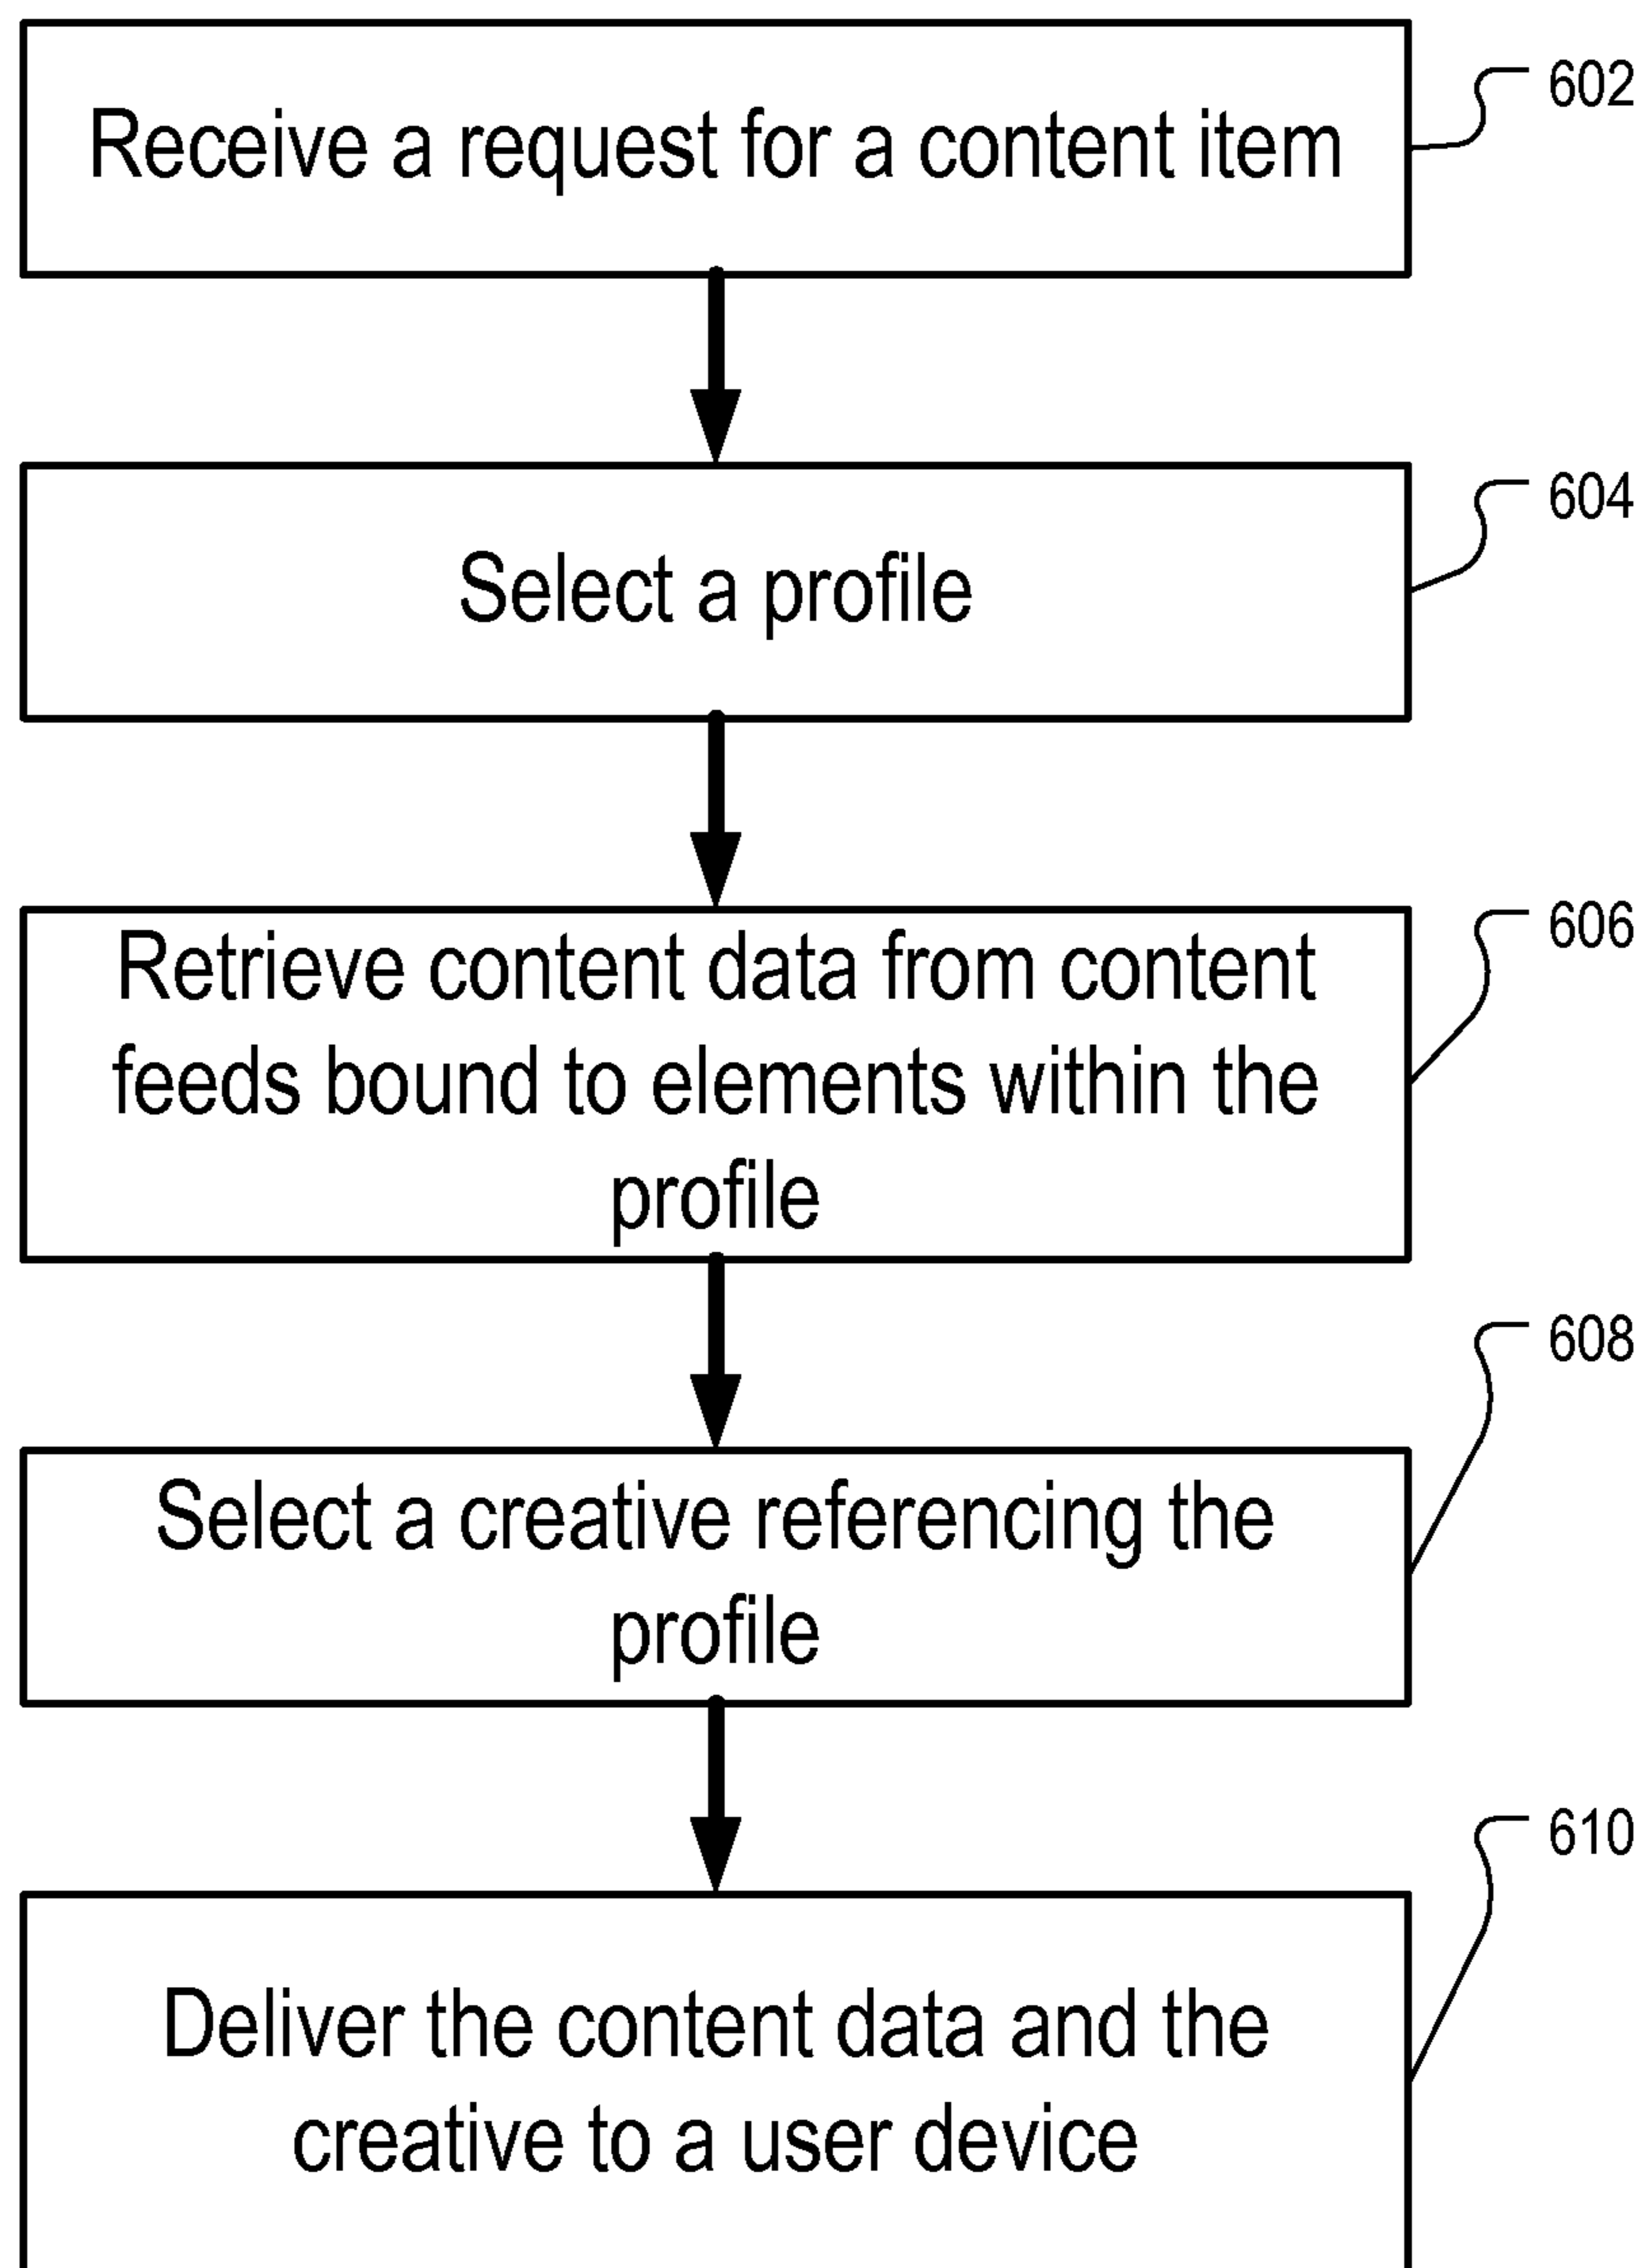 Receive a request for a content item
602
Select a profile
604
Retrieve content data from content
feeds bound to elements within the
profile
606
Select a creative referencing the
profile
608
Deliver the content data and the
creative to a user device
610